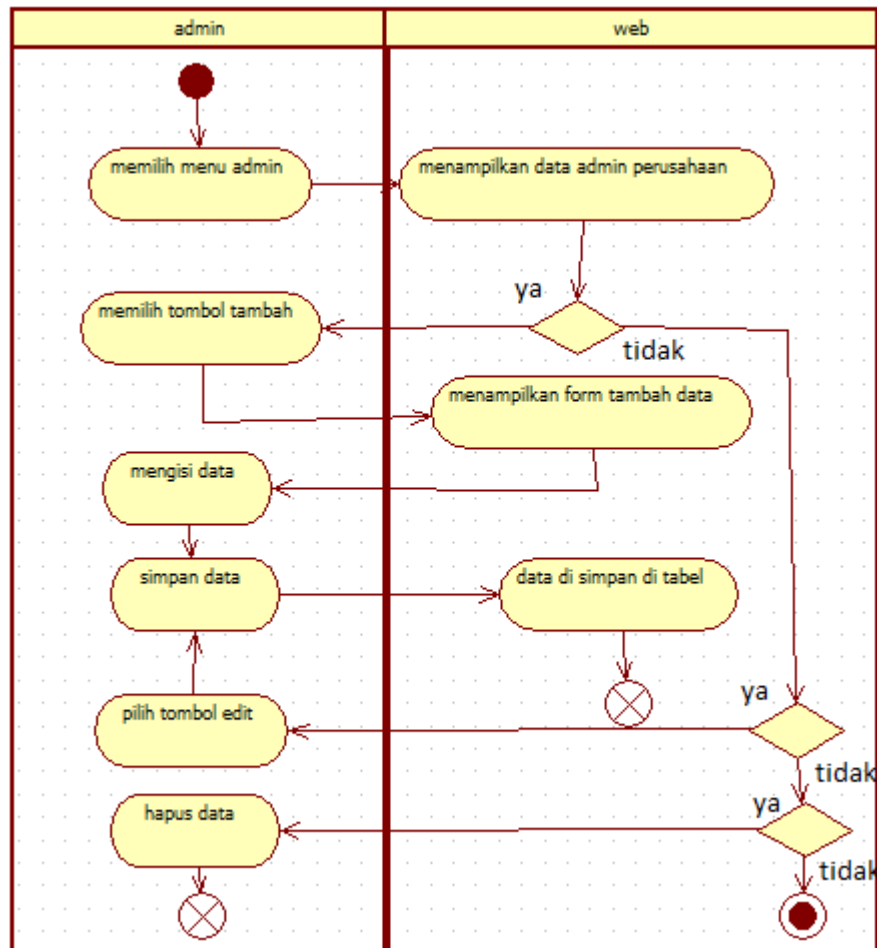 admin
web
memilih menu admin
menampilkan data admin perusahaan
ya
memilih tombol tambah
tidak
menampilkan form tambah data
mengisi data
simpan data
data di simpan di tabel
ya
pilih tombol edit
tidak
ya
hapus data
tidak